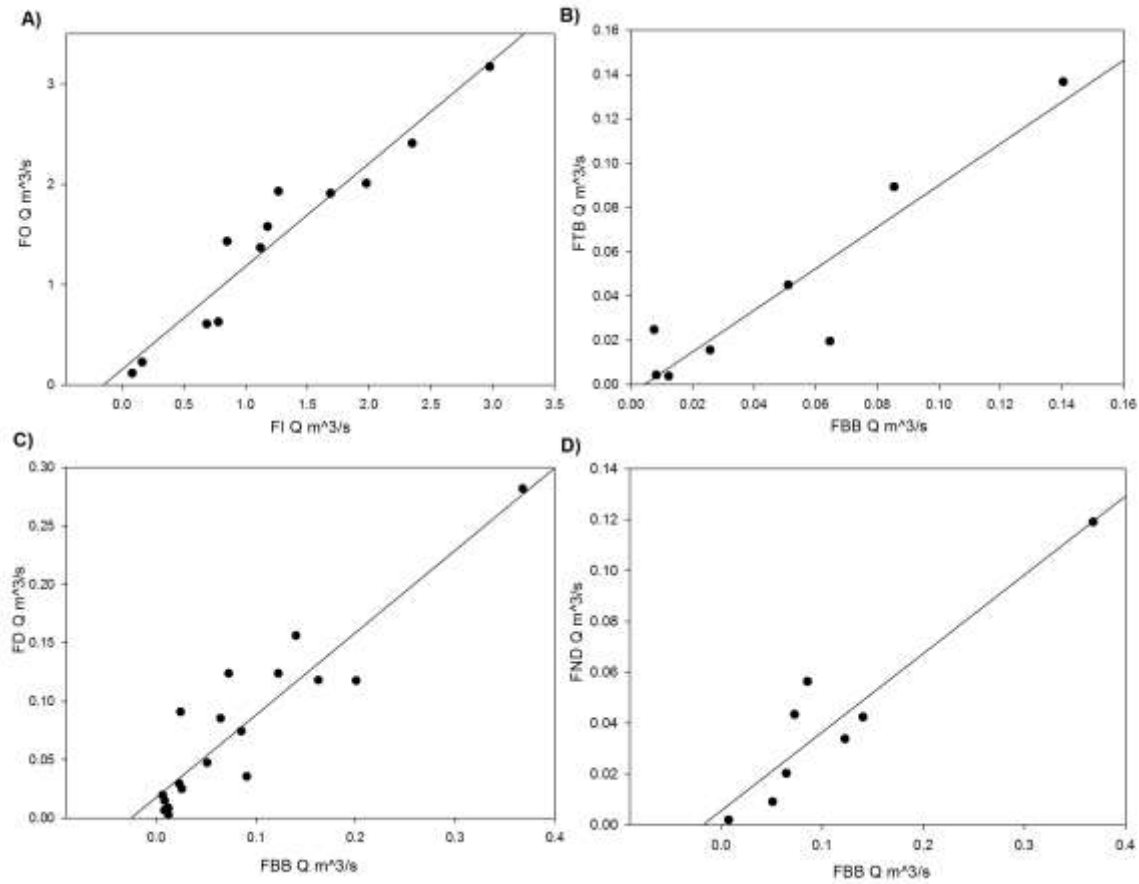 A)
FO Q m^3/s
3
2
1
0
0.0 0.5 1.0 1.5 2.0 2.5 3.0 3.5
FI Q m^3/s
B)
FTB Q m^3/s
0.16
0.14
0.12
0.10
0.08
0.06
0.04
0.02
0.00
0.00 0.02 0.04 0.06 0.08 0.10 0.12 0.14 0.16
FBB Q m^3/s
C)
FD Q m^3/s
0.30
0.25
0.20
0.15
0.10
0.05
0.00
0.0 0.1 0.2 0.3 0.4
FBB Q m^3/s
D)
FND Q m^3/s
0.14
0.12
0.10
0.08
0.06
0.04
0.02
0.00
0.0 0.1 0.2 0.3 0.4
FBB Q m^3/s